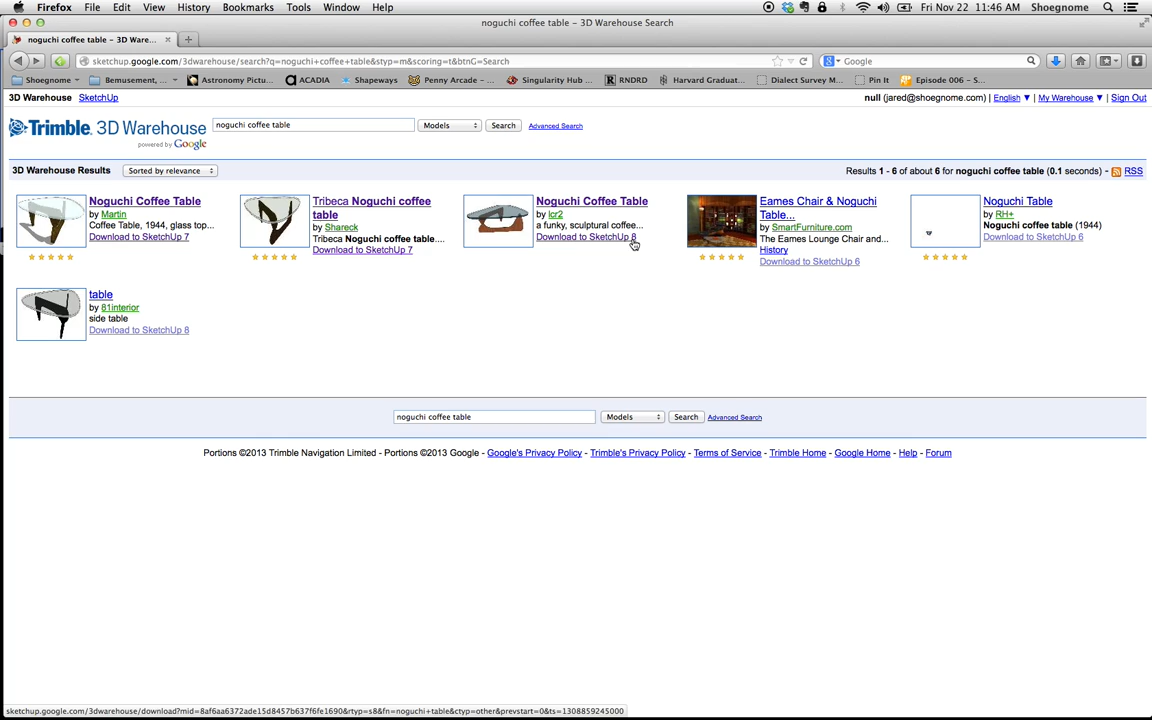 Firefox File Edit View History Bookmarks Tools Window Help Fri Nov 22 11:46 AM Shoegnome
noguchi coffee table – 3D Warehouse Search
noguchi coffee table – 3D Ware...
sketchup.google.com/3dwarehouse/search?q=noguchi+coffee+table&styp=m&scoring=t&btnG=Search Google
Shoegnome Bemusement, ... Astronomy Pictu... ACADIA Shapeways Penny Arcade – ... Singularity Hub ... RNDRD Harvard Graduat... Dialect Survey M... Pin It Episode 006 – S...
3D Warehouse SketchUp null (jared@shoegnome.com) | English ▼ | My Warehouse ▼ | Sign Out
Trimble. 3D Warehouse noguchi coffee table Models Search Advanced Search
powered by Google
3D Warehouse Results Sorted by relevance Results 1 - 6 of about 6 for noguchi coffee table (0.1 seconds) - RSS
Noguchi Coffee Table
by Martin
Coffee Table, 1944, glass top...
Download to SketchUp 7
Tribeca Noguchi coffee
table
by Shareck
Tribeca Noguchi coffee table....
Download to SketchUp 7
Noguchi Coffee Table
by lcr2
a funky, sculptural coffee...
Download to SketchUp 8
Eames Chair & Noguchi
Table...
by SmartFurniture.com
The Eames Lounge Chair and...
History
Download to SketchUp 6
Noguchi Table
by RH+
Noguchi coffee table (1944)
Download to SketchUp 6
table
by 81interior
side table
Download to SketchUp 8
noguchi coffee table Models Search Advanced Search
Portions ©2013 Trimble Navigation Limited - Portions ©2013 Google - Google's Privacy Policy - Trimble's Privacy Policy - Terms of Service - Trimble Home - Google Home - Help - Forum
sketchup.google.com/3dwarehouse/download?mid=8af6aa6372ade15d8457b637f6fe1690&rtyp=s8&fn=noguchi+table&ctyp=other&prevstart=0&ts=1308859245000